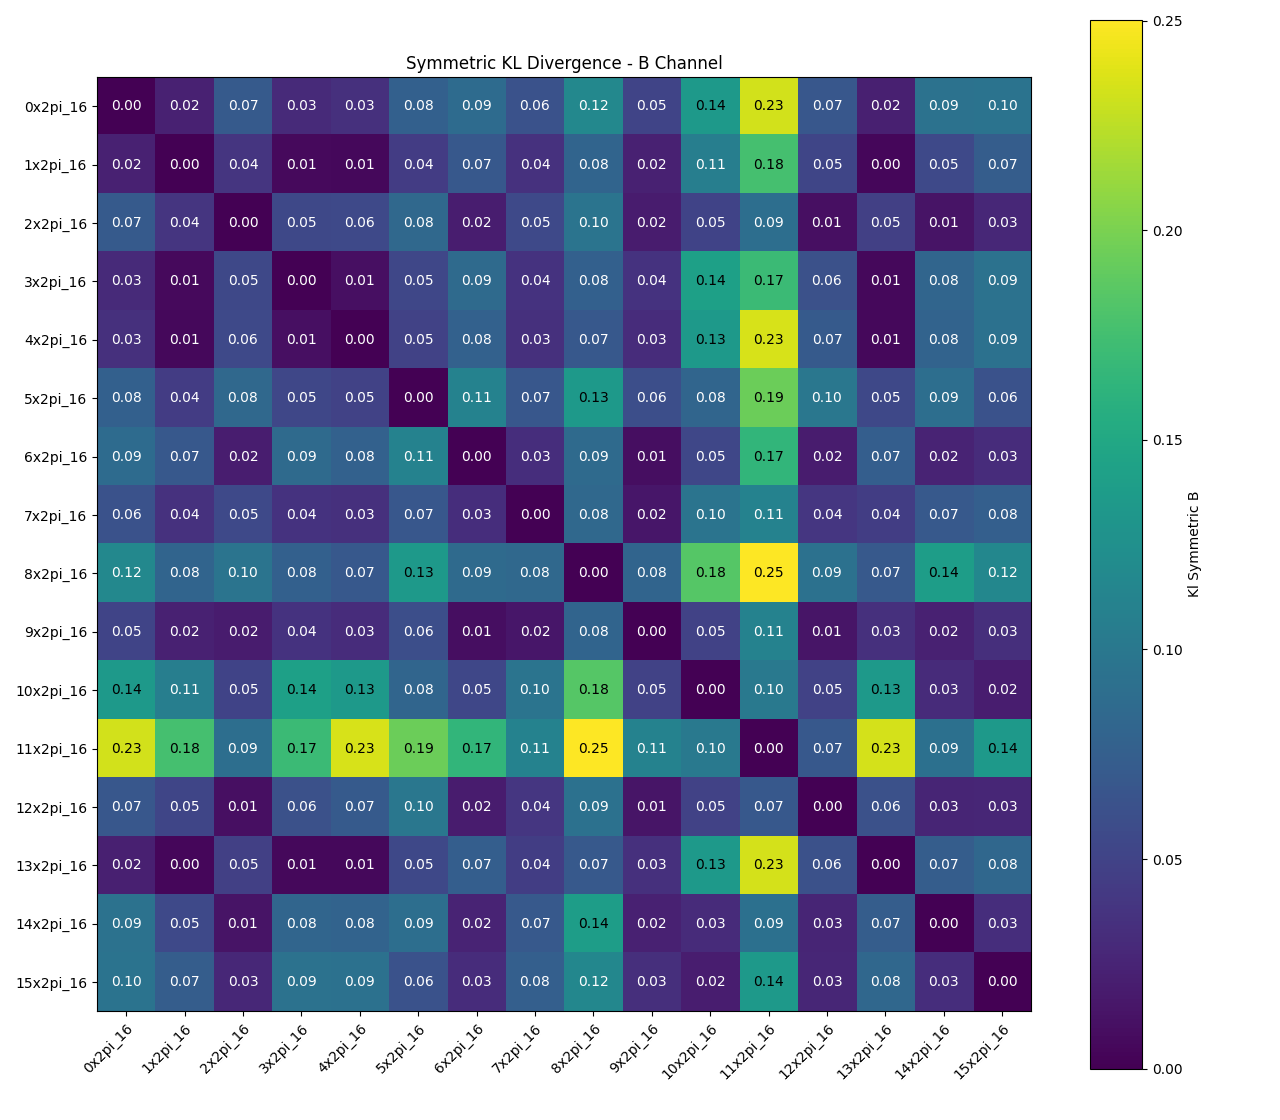 Symmetric KL Divergence - B Channel
0x2pi_16 0.00 0.02 0.07 0.03 0.03 0.08 0.09 0.06 0.12 0.05 0.14 0.23 0.07 0.02 0.09 0.10
1x2pi_16 0.02 0.00 0.04 0.01 0.01 0.04 0.07 0.04 0.08 0.02 0.11 0.18 0.05 0.00 0.05 0.07
2x2pi_16 0.07 0.04 0.00 0.05 0.06 0.08 0.02 0.05 0.10 0.02 0.05 0.09 0.01 0.05 0.01 0.03
3x2pi_16 0.03 0.01 0.05 0.00 0.01 0.05 0.09 0.04 0.08 0.04 0.14 0.17 0.06 0.01 0.08 0.09
4x2pi_16 0.03 0.01 0.06 0.01 0.00 0.05 0.08 0.03 0.07 0.03 0.13 0.23 0.07 0.01 0.08 0.09
5x2pi_16 0.08 0.04 0.08 0.05 0.05 0.00 0.11 0.07 0.13 0.06 0.08 0.19 0.10 0.05 0.09 0.06
6x2pi_16 0.09 0.07 0.02 0.09 0.08 0.11 0.00 0.03 0.09 0.01 0.05 0.17 0.02 0.07 0.02 0.03
7x2pi_16 0.06 0.04 0.05 0.04 0.03 0.07 0.03 0.00 0.08 0.02 0.10 0.11 0.04 0.04 0.07 0.08
8x2pi_16 0.12 0.08 0.10 0.08 0.07 0.13 0.09 0.08 0.00 0.08 0.18 0.25 0.09 0.07 0.14 0.12
9x2pi_16 0.05 0.02 0.02 0.04 0.03 0.06 0.01 0.02 0.08 0.00 0.05 0.11 0.01 0.03 0.02 0.03
10x2pi_16 0.14 0.11 0.05 0.14 0.13 0.08 0.05 0.10 0.18 0.05 0.00 0.10 0.05 0.13 0.03 0.02
11x2pi_16 0.23 0.18 0.09 0.17 0.23 0.19 0.17 0.11 0.25 0.11 0.10 0.00 0.07 0.23 0.09 0.14
12x2pi_16 0.07 0.05 0.01 0.06 0.07 0.10 0.02 0.04 0.09 0.01 0.05 0.07 0.00 0.06 0.03 0.03
13x2pi_16 0.02 0.00 0.05 0.01 0.01 0.05 0.07 0.04 0.07 0.03 0.13 0.23 0.06 0.00 0.07 0.08
14x2pi_16 0.09 0.05 0.01 0.08 0.08 0.09 0.02 0.07 0.14 0.02 0.03 0.09 0.03 0.07 0.00 0.03
15x2pi_16 0.10 0.07 0.03 0.09 0.09 0.06 0.03 0.08 0.12 0.03 0.02 0.14 0.03 0.08 0.03 0.00
0x2pi_16 1x2pi_16 2x2pi_16 3x2pi_16 4x2pi_16 5x2pi_16 6x2pi_16 7x2pi_16 8x2pi_16 9x2pi_16 10x2pi_16 11x2pi_16 12x2pi_16 13x2pi_16 14x2pi_16 15x2pi_16
0.25
0.20
0.15
0.10
0.05
0.00
Kl Symmetric B